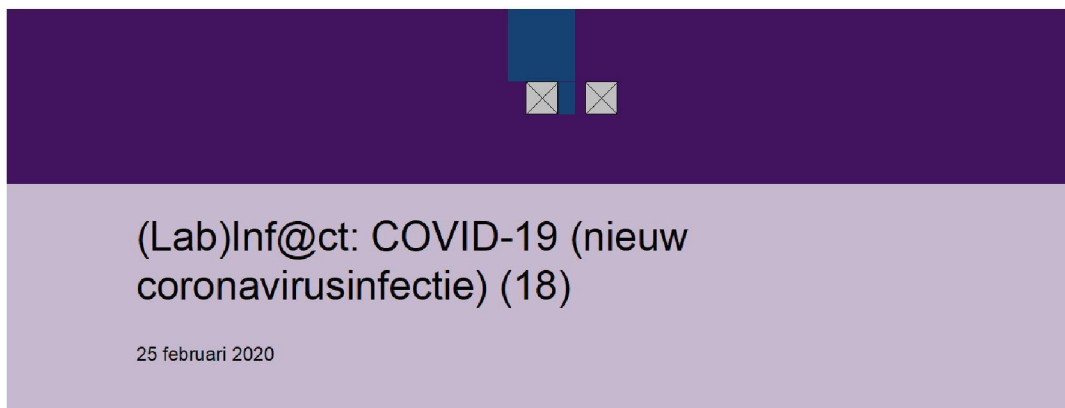 (Lab)Inf@ct: COVID-19 (nieuw
coronavirusinfectie) (18)
25 februari 2020